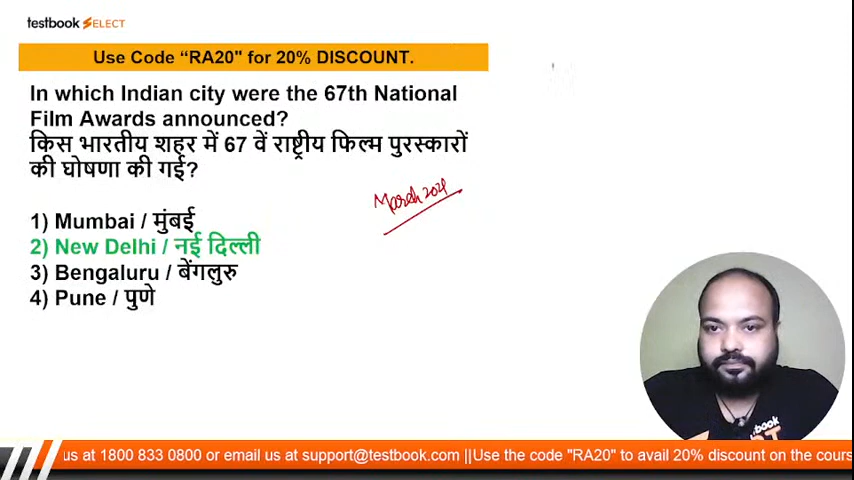 testbook SELECT
Use Code “RA20" for 20% DISCOUNT.
In which Indian city were the 67th National
Film Awards announced?
किस भारतीय शहर में 67 वें राष्ट्रीय फिल्म पुरस्कारों
की घोषणा की गई?
March 2021
1) Mumbai / मुंबई
2) New Delhi / नई दिल्ली
3) Bengaluru / बेंगलुरु
4) Pune / पुणे
book
us at 1800 833 0800 or email us at support@testbook.com ||Use the code "RA20" to avail 20% discount on the cours